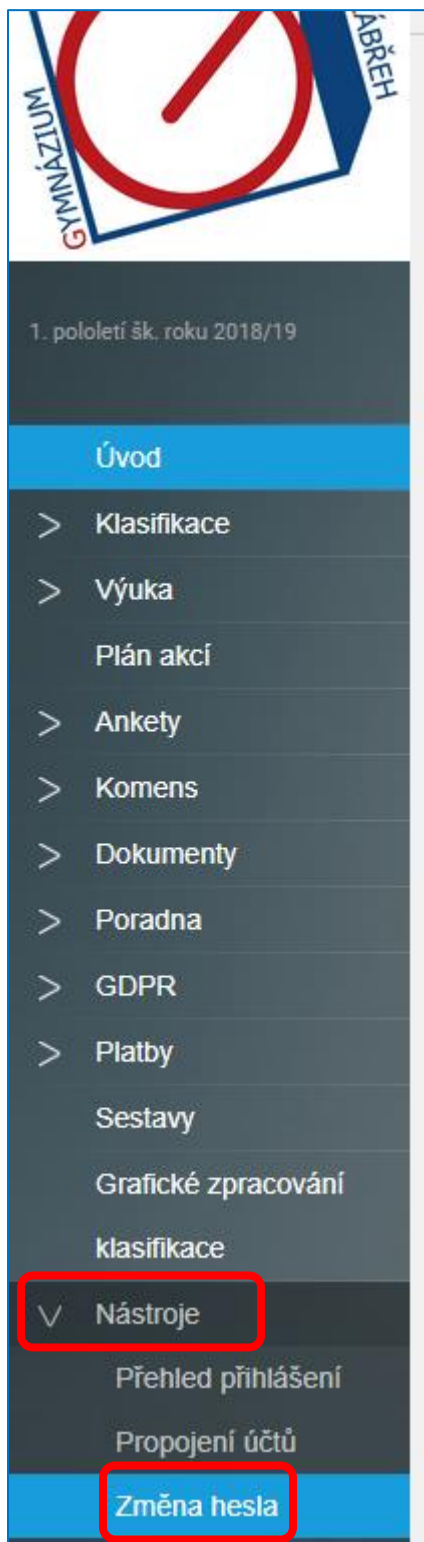 GYMNÁZIUM
ÁBŘEH
1. pololetí šk. roku 2018/19
Úvod
> Klasifikace
> Výuka
Plán akcí
> Ankety
> Komens
> Dokumenty
> Poradna
> GDPR
> Platby
Sestavy
Grafické zpracování
klasifikace
Nástroje
Přehled přihlášení
Propojení účtů
Změna hesla